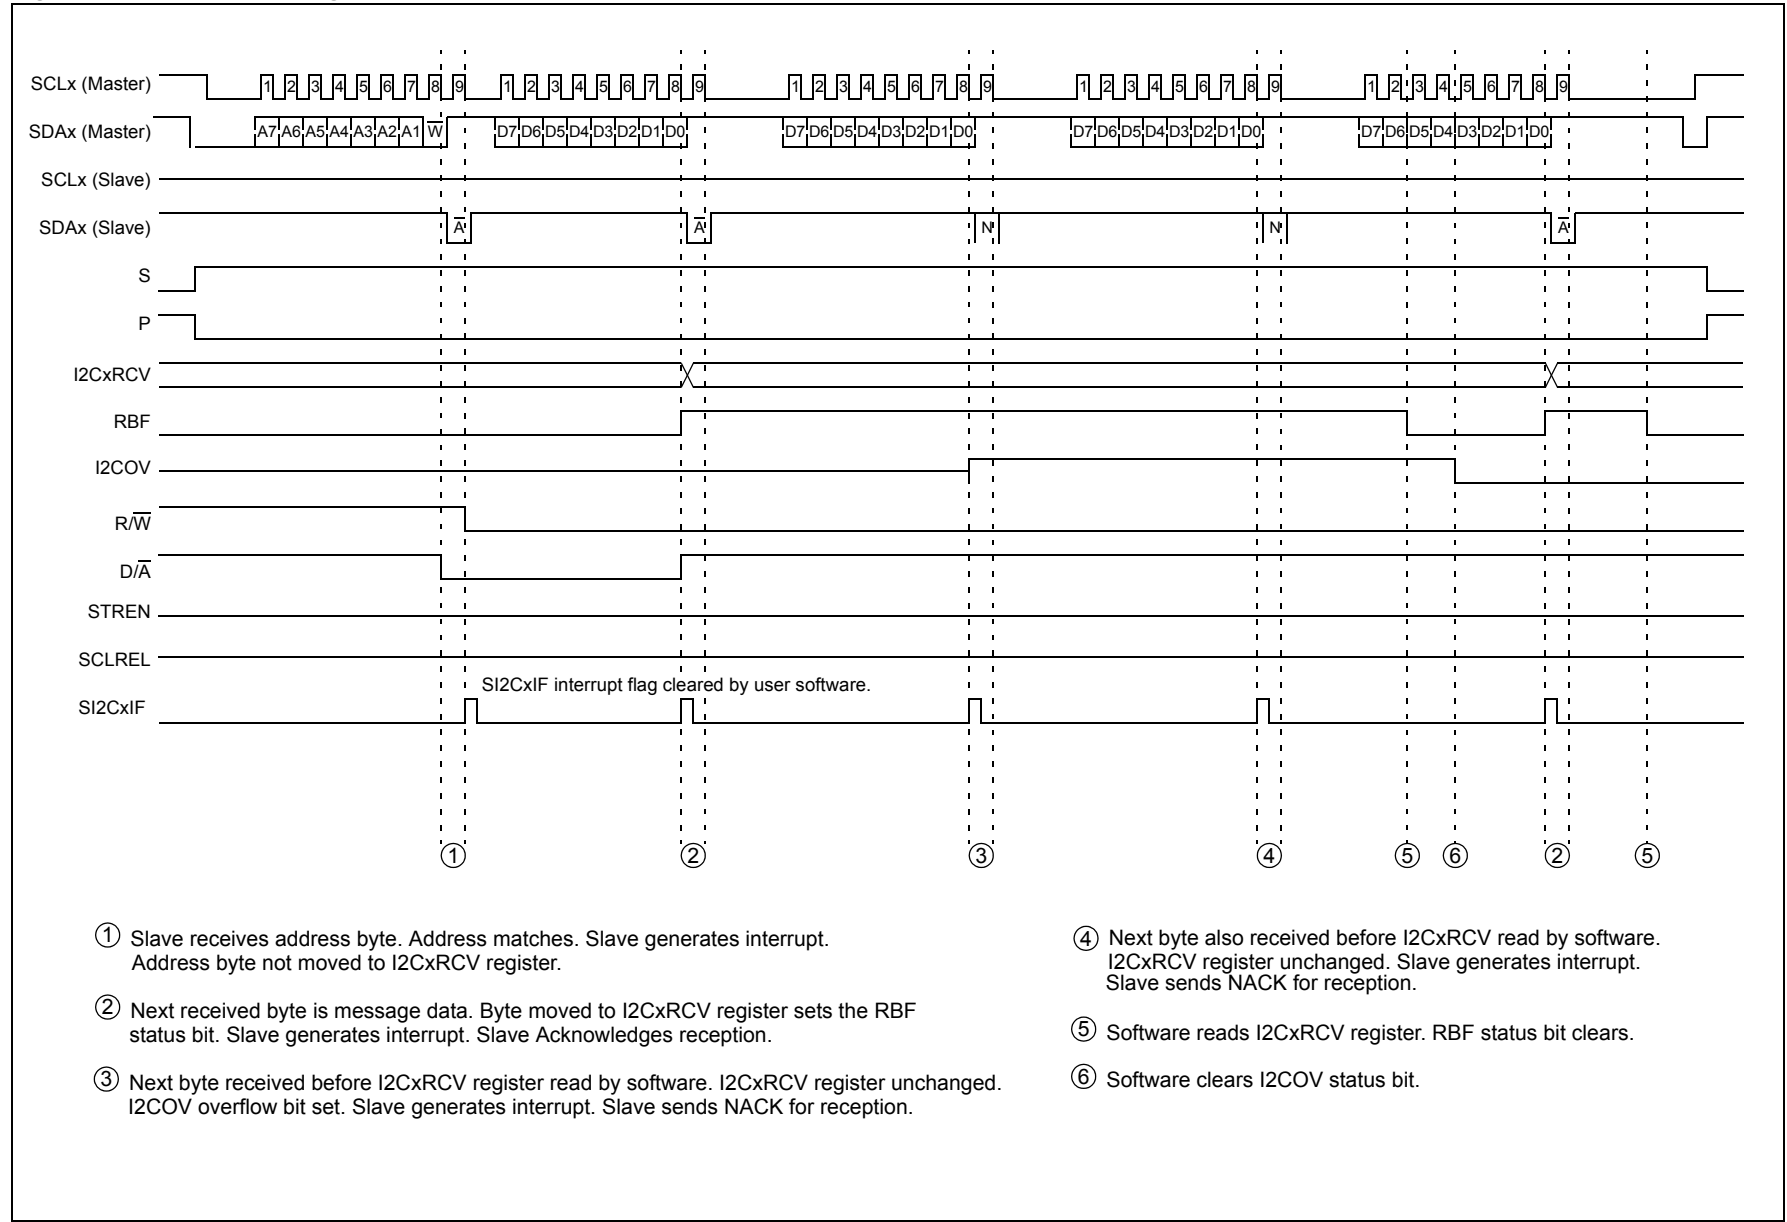 SCLx (Master)
1 2 3 4 5 6 7 8 9 1 2 3 4 5 6 7 8 9 1 2 3 4 5 6 7 8 9 1 2 3 4 5 6 7 8 9 1 2 3 4 5 6 7 8 9
SDAx (Master)
A7 A6 A5 A4 A3 A2 A1 W̅ D7 D6 D5 D4 D3 D2 D1 D0 D7 D6 D5 D4 D3 D2 D1 D0 D7 D6 D5 D4 D3 D2 D1 D0 D7 D6 D5 D4 D3 D2 D1 D0
SCLx (Slave)
SDAx (Slave)
A̅ A̅ N N A̅
S
P
I2CxRCV
RBF
I2COV
R/W̅
D/A̅
STREN
SCLREL
SI2CxIF interrupt flag cleared by user software.
SI2CxIF
1 2 3 4 5 6 2 5
1 Slave receives address byte. Address matches. Slave generates interrupt.
Address byte not moved to I2CxRCV register.
2 Next received byte is message data. Byte moved to I2CxRCV register sets the RBF
status bit. Slave generates interrupt. Slave Acknowledges reception.
3 Next byte received before I2CxRCV register read by software. I2CxRCV register unchanged.
I2COV overflow bit set. Slave generates interrupt. Slave sends NACK for reception.
4 Next byte also received before I2CxRCV read by software.
I2CxRCV register unchanged. Slave generates interrupt.
Slave sends NACK for reception.
5 Software reads I2CxRCV register. RBF status bit clears.
6 Software clears I2COV status bit.